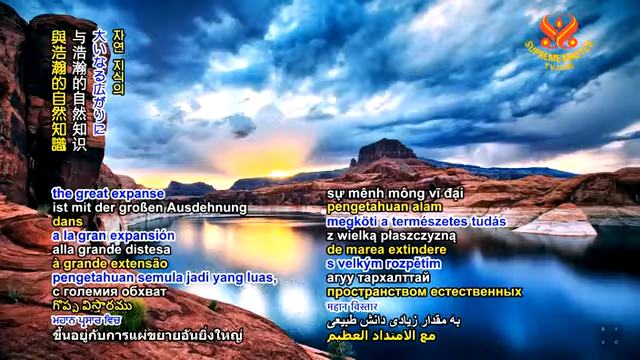 자연 지식의
大いなる広がりに
与浩瀚的自然知识
與浩瀚的自然知識
SUPREME MASTER
TV.com
the great expanse
ist mit der großen Ausdehnung
dans
a la gran expansión
alla grande distesa
à grande extensão
pengetahuan semula jadi yang luas,
с големия обхват
గొప్ప విస్తారము
ਮਹਾਨ ਪ੍ਰਸਾਰ ਵਿਚ
ขึ้นอยู่กับการแผ่ขยายอันยิ่งใหญ่
sự mênh mông vĩ đại
pengetahuan alam
megköti a természetes tudás
z wielką płaszczyzną
de marea extindere
s velkým rozpětím
агуу тархалттай
пространством естественных
महान विस्तार
به مقدار زیادی دانش طبیعی
مع الامتداد العظيم